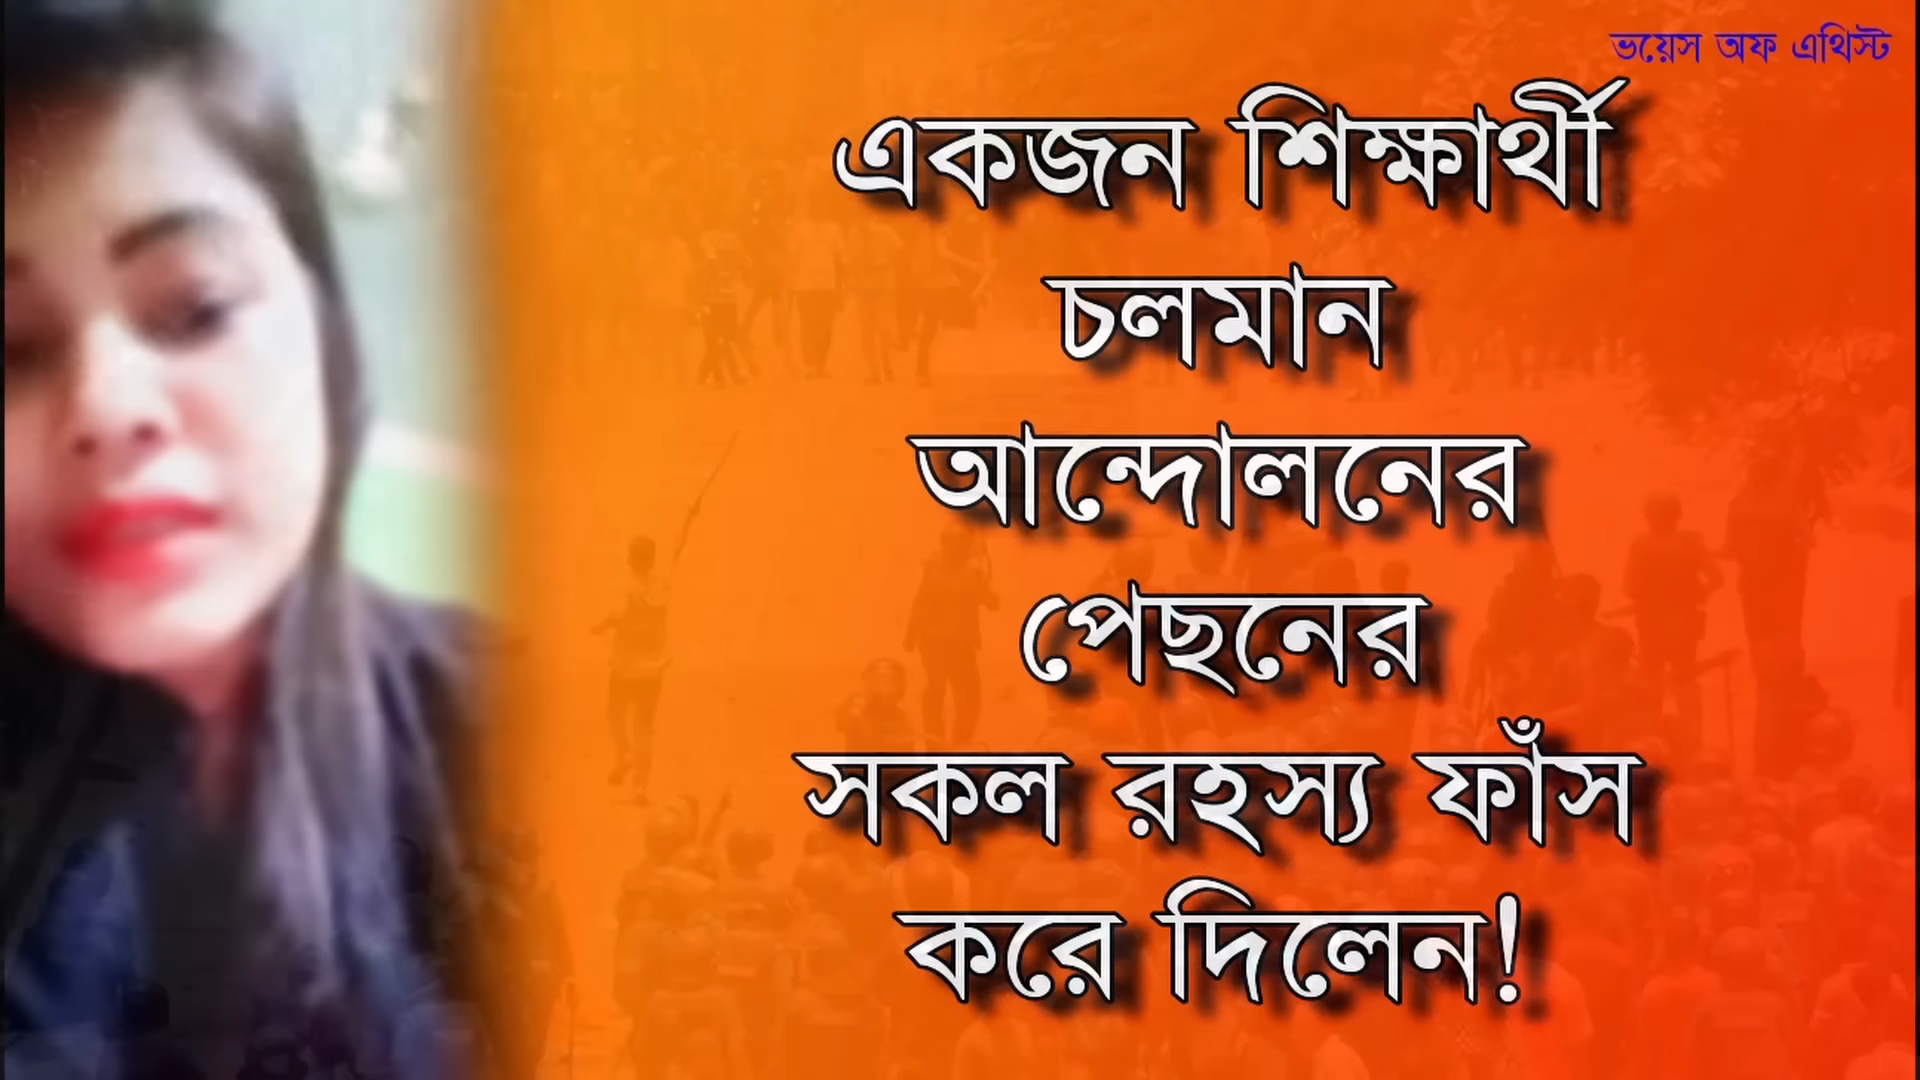 ভয়েস অফ এথিস্ট
একজন শিক্ষার্থী
চলমান
আন্দোলনের
পেছনের
সকল রহস্য ফাঁস
করে দিলেন!